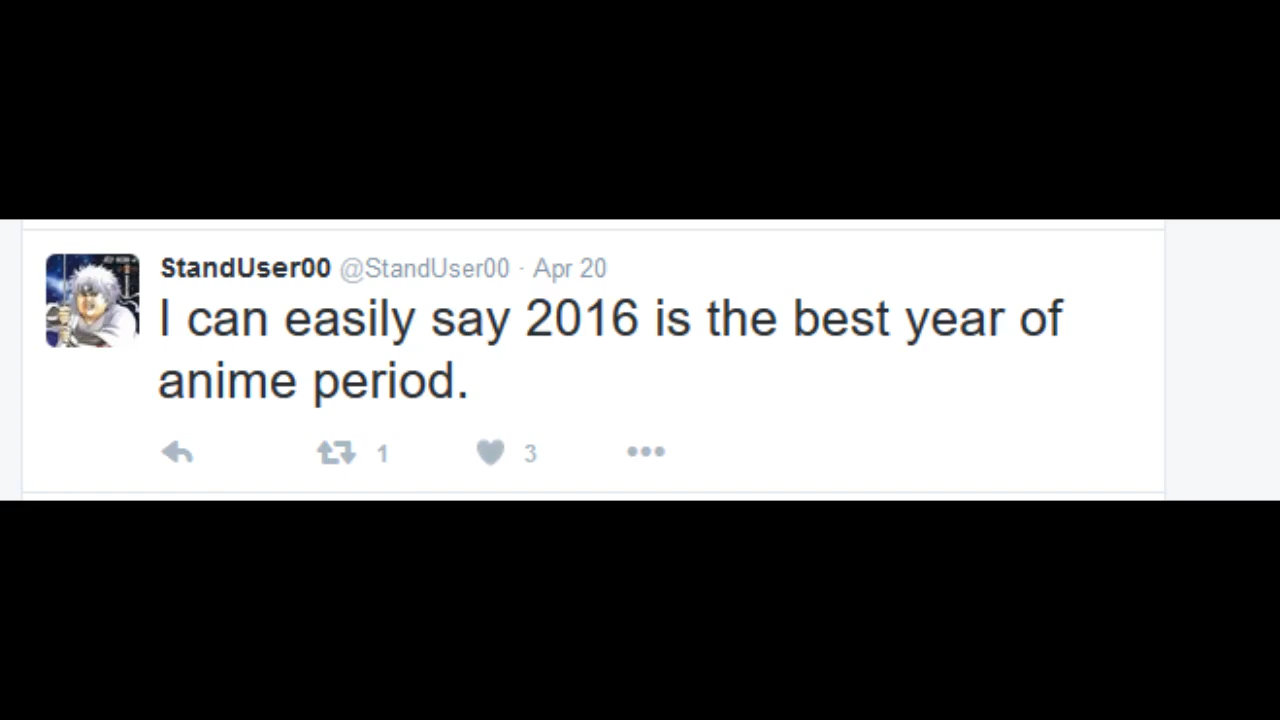 StandUser00 @StandUser00 · Apr 20
I can easily say 2016 is the best year of
anime period.
1 3